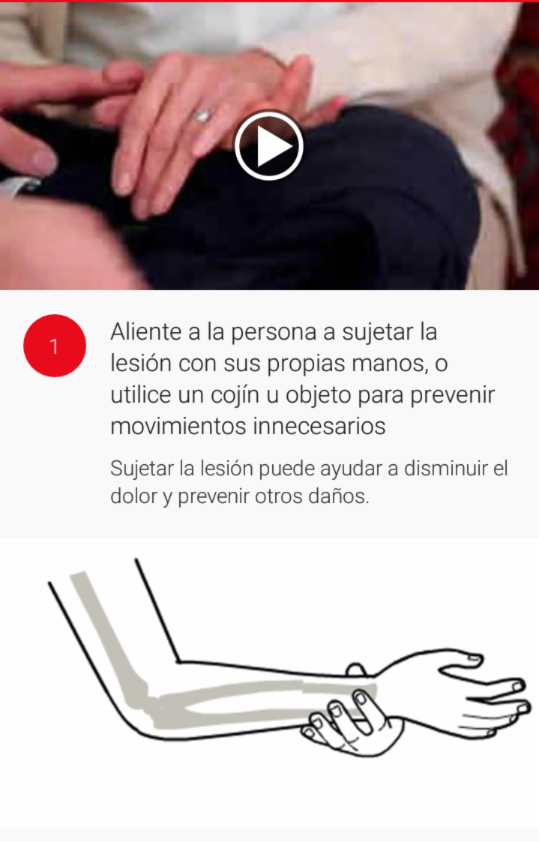 1
Aliente a la persona a sujetar la
lesión con sus propias manos, o
utilice un cojín u objeto para prevenir
movimientos innecesarios
Sujetar la lesión puede ayudar a disminuir el
dolor y prevenir otros daños.